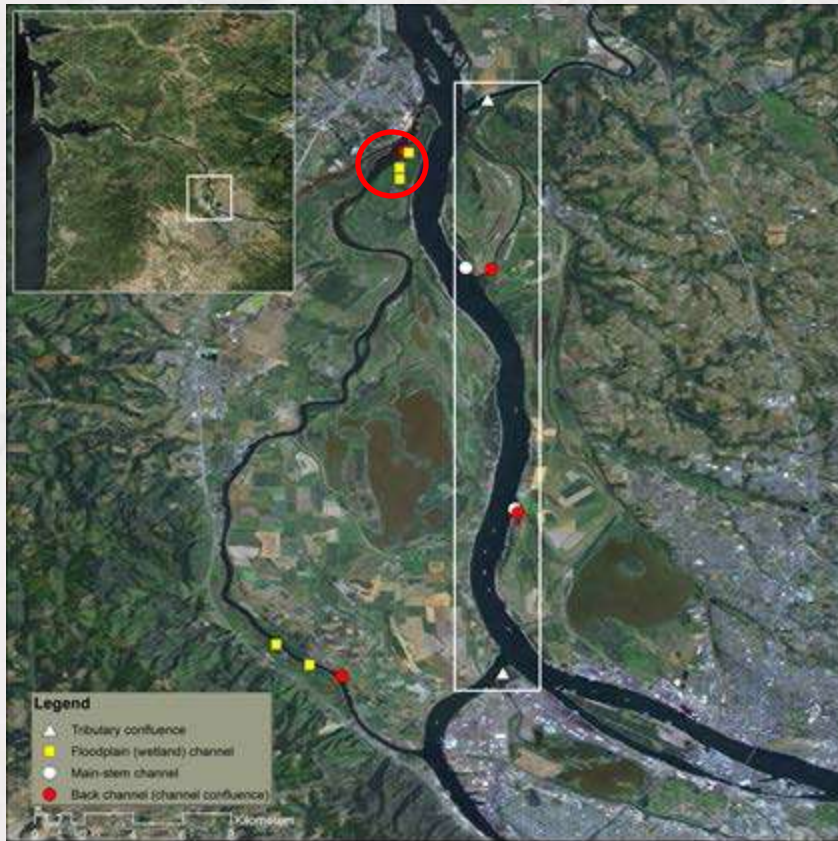 Legend
Tributary confluence
Floodplain (wetland) channel
Main-stem channel
Back channel (channel confluence)
Kilometers